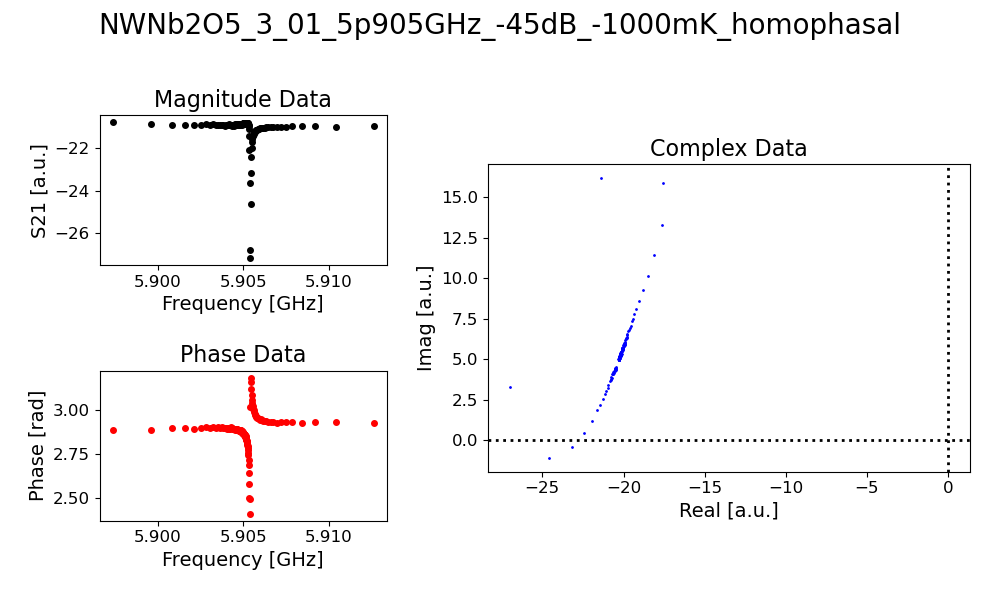 NWNb2O5_3_01_5p905GHz_-45dB_-1000mK_homophasal
Magnitude Data
S21 [a.u.]
−22
−24
−26
5.900
5.905
5.910
Frequency [GHz]
Phase Data
Phase [rad]
3.00
2.75
2.50
5.900
5.905
5.910
Frequency [GHz]
Complex Data
Imag [a.u.]
15.0
12.5
10.0
7.5
5.0
2.5
0.0
−25
−20
−15
−10
−5
0
Real [a.u.]